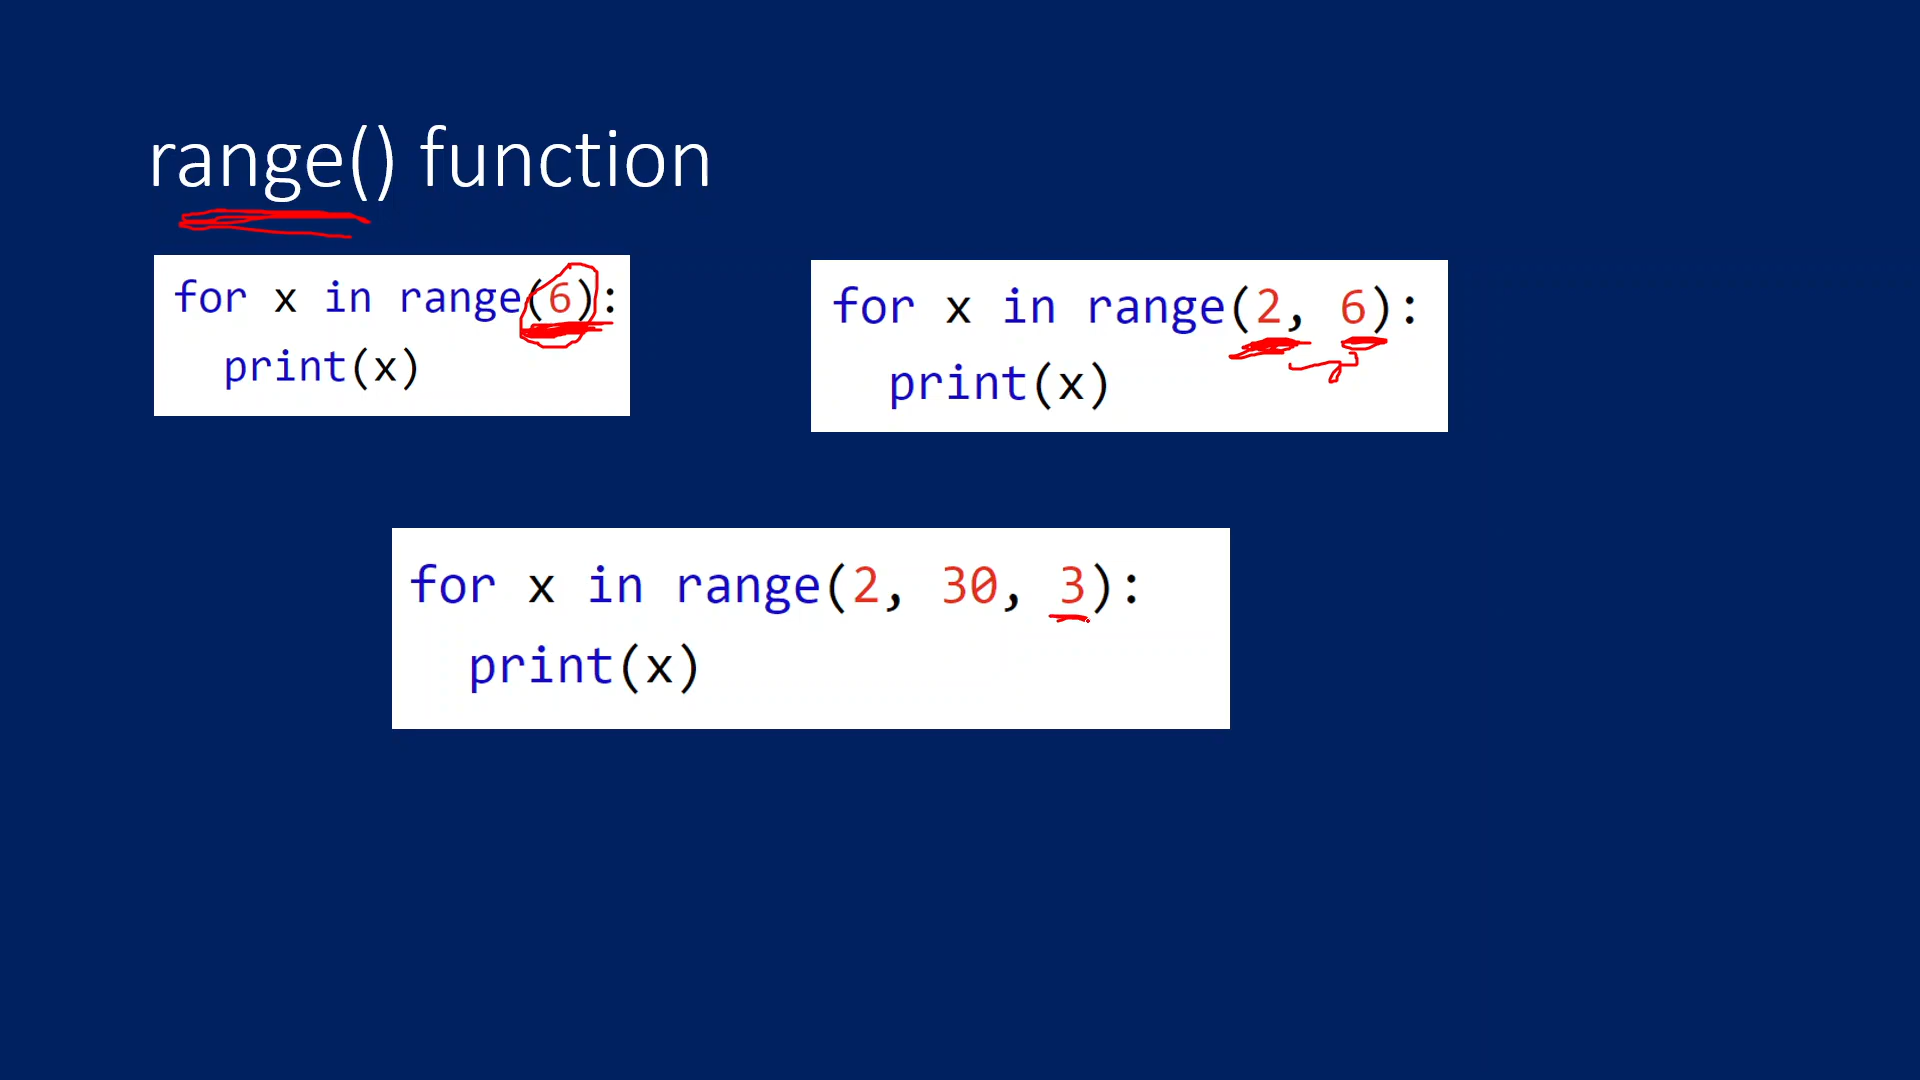 range() function
for x in range(6):
print(x)
for x in range(2, 6):
print(x)
for x in range(2, 30, 3):
print(x)